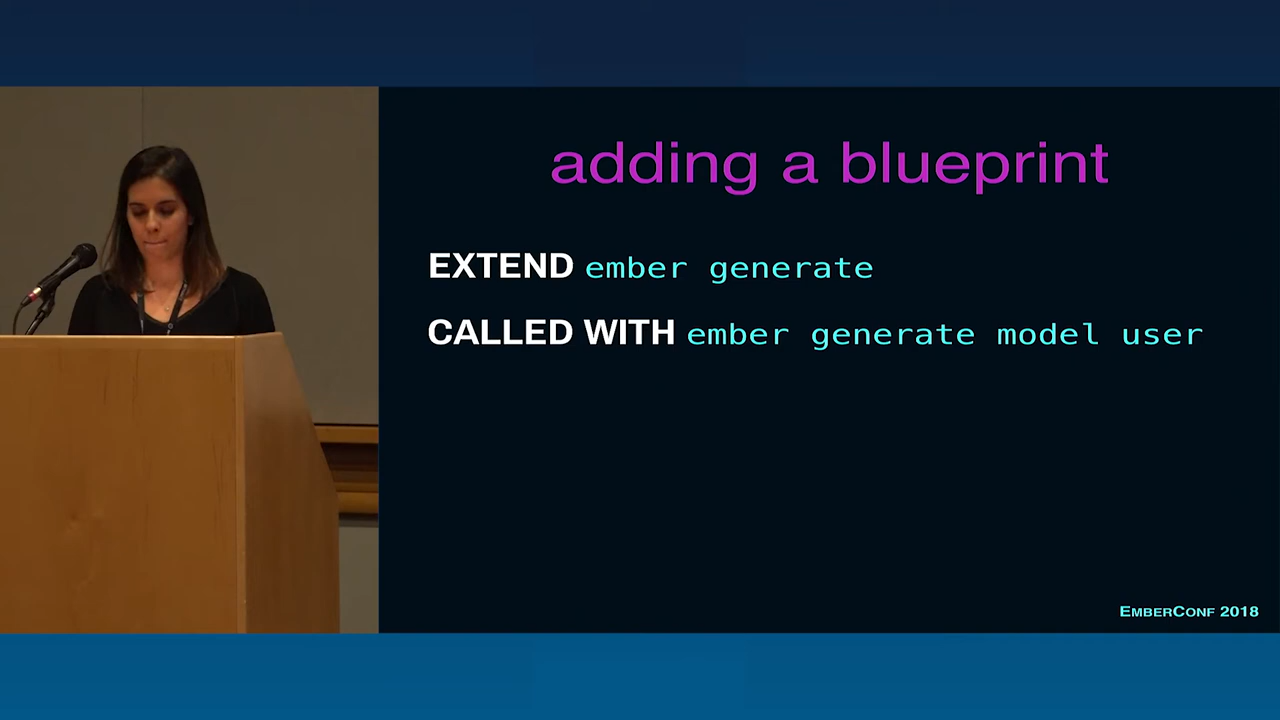 adding a blueprint
EXTEND ember generate
CALLED WITH ember generate model user
EMBERCONF 2018